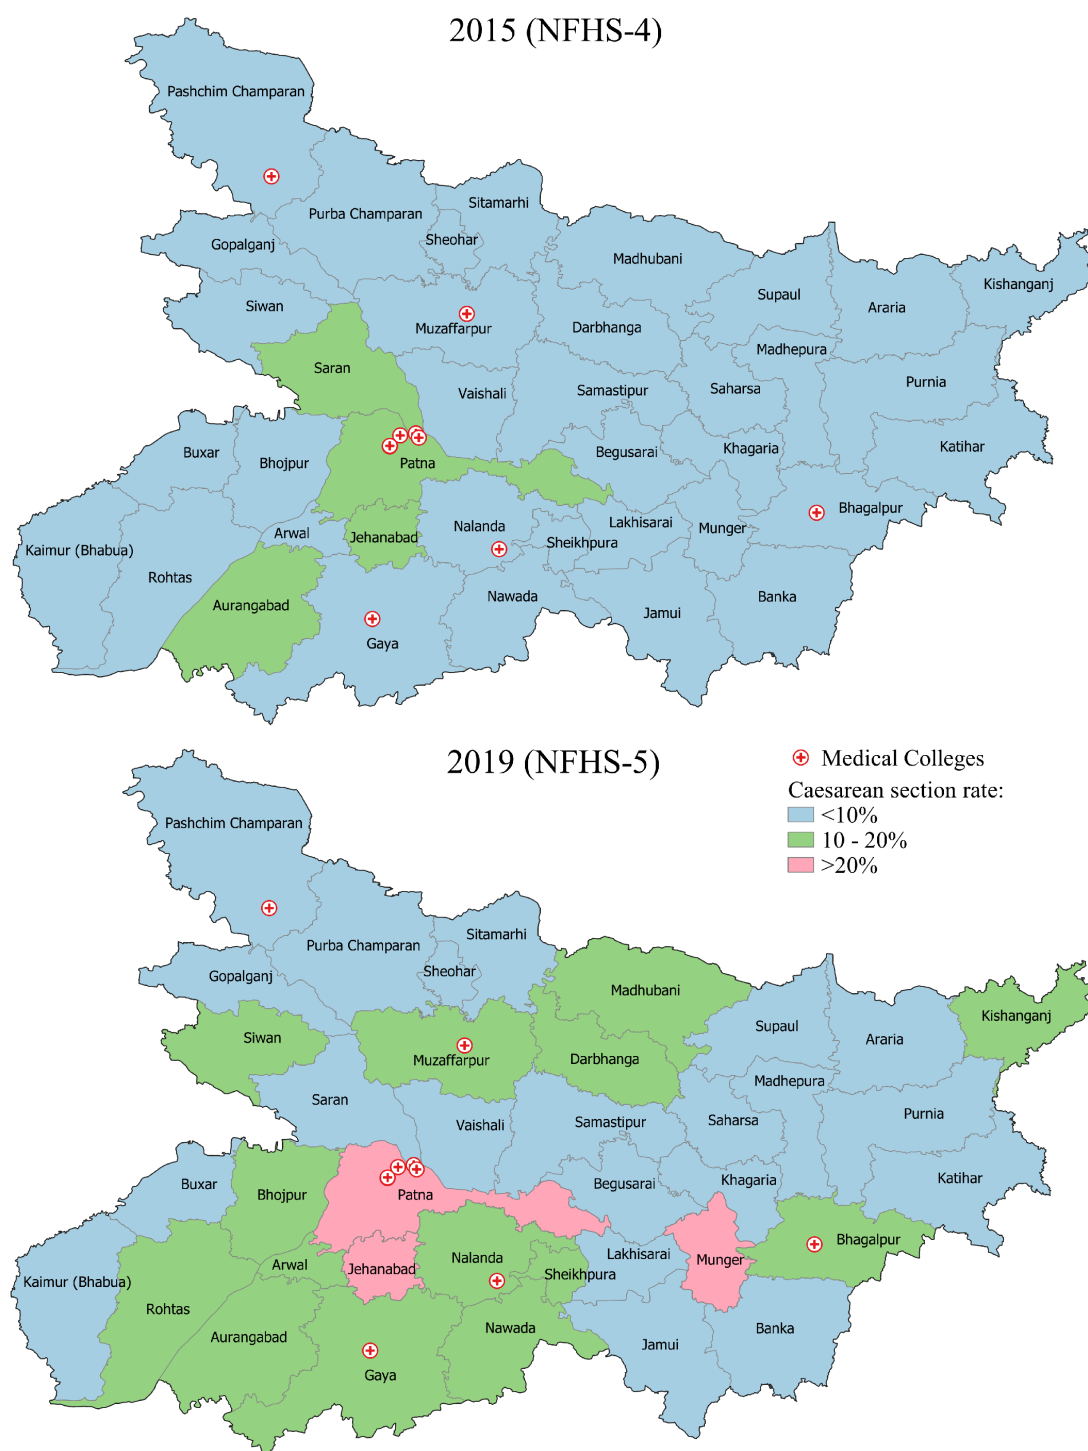 2015 (NFHS-4)
Pashchim Champaran
Sitamarhi
Purba Champaran
Sheohar
Gopalganj
Madhubani
Kishanganj
Supaul
Siwan
Araria
Muzaffarpur
Darbhanga
Madhepura
Saran
Purnia
Vaishali
Samastipur
Saharsa
Katihar
Buxar
Bhojpur
Patna
Begusarai
Khagaria
Bhagalpur
Nalanda
Lakhisarai
Munger
Arwal
Jehanabad
Sheikhpura
Kaimur (Bhabua)
Rohtas
Nawada
Banka
Aurangabad
Jamui
Gaya
2019 (NFHS-5)
Medical Colleges
Caesarean section rate:
<10%
10 - 20%
>20%
Pashchim Champaran
Sitamarhi
Purba Champaran
Sheohar
Gopalganj
Madhubani
Kishanganj
Supaul
Siwan
Araria
Muzaffarpur
Darbhanga
Madhepura
Saran
Purnia
Vaishali
Samastipur
Saharsa
Katihar
Buxar
Bhojpur
Patna
Begusarai
Khagaria
Bhagalpur
Nalanda
Lakhisarai
Munger
Arwal
Jehanabad
Sheikhpura
Kaimur (Bhabua)
Rohtas
Nawada
Banka
Aurangabad
Jamui
Gaya